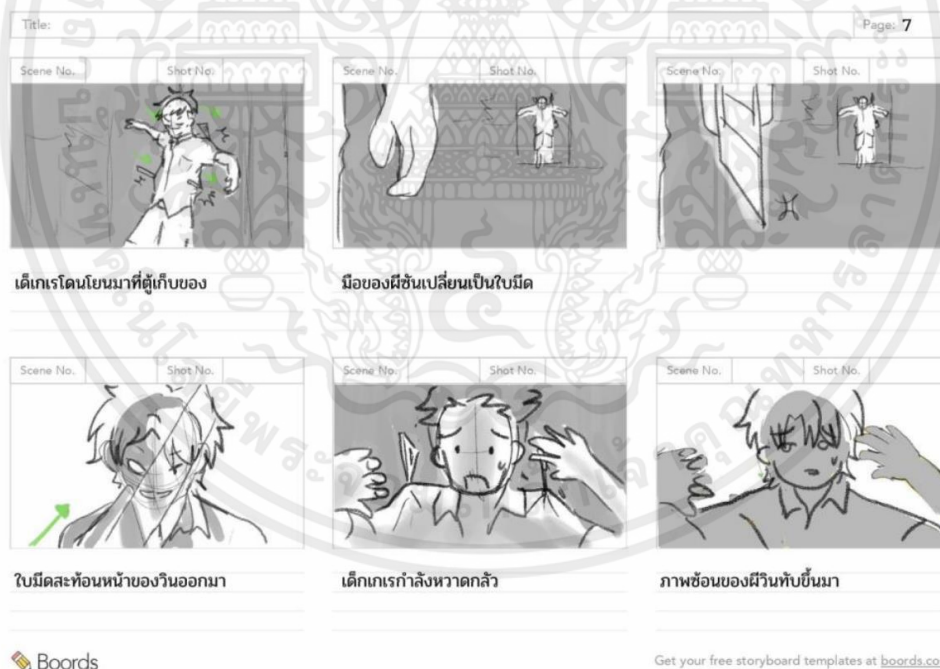 Title:
Page: 7
Scene No. Shot No. Scene No. Shot No. Scene No. Shot No.
เด็เกเรโดนโยนมาที่ตู้เก็บของ
มือของผีซันเปลี่ยนเป็นใบมีด
Scene No. Shot No. Scene No. Shot No. Scene No. Shot No.
ใบมีดสะท้อนหน้าของวินออกมา
เด็กเกเรกำลังหวาดกลัว
ภาพซ้อนของผีวินทับขึ้นมา
Boords
Get your free storyboard templates at boords.co